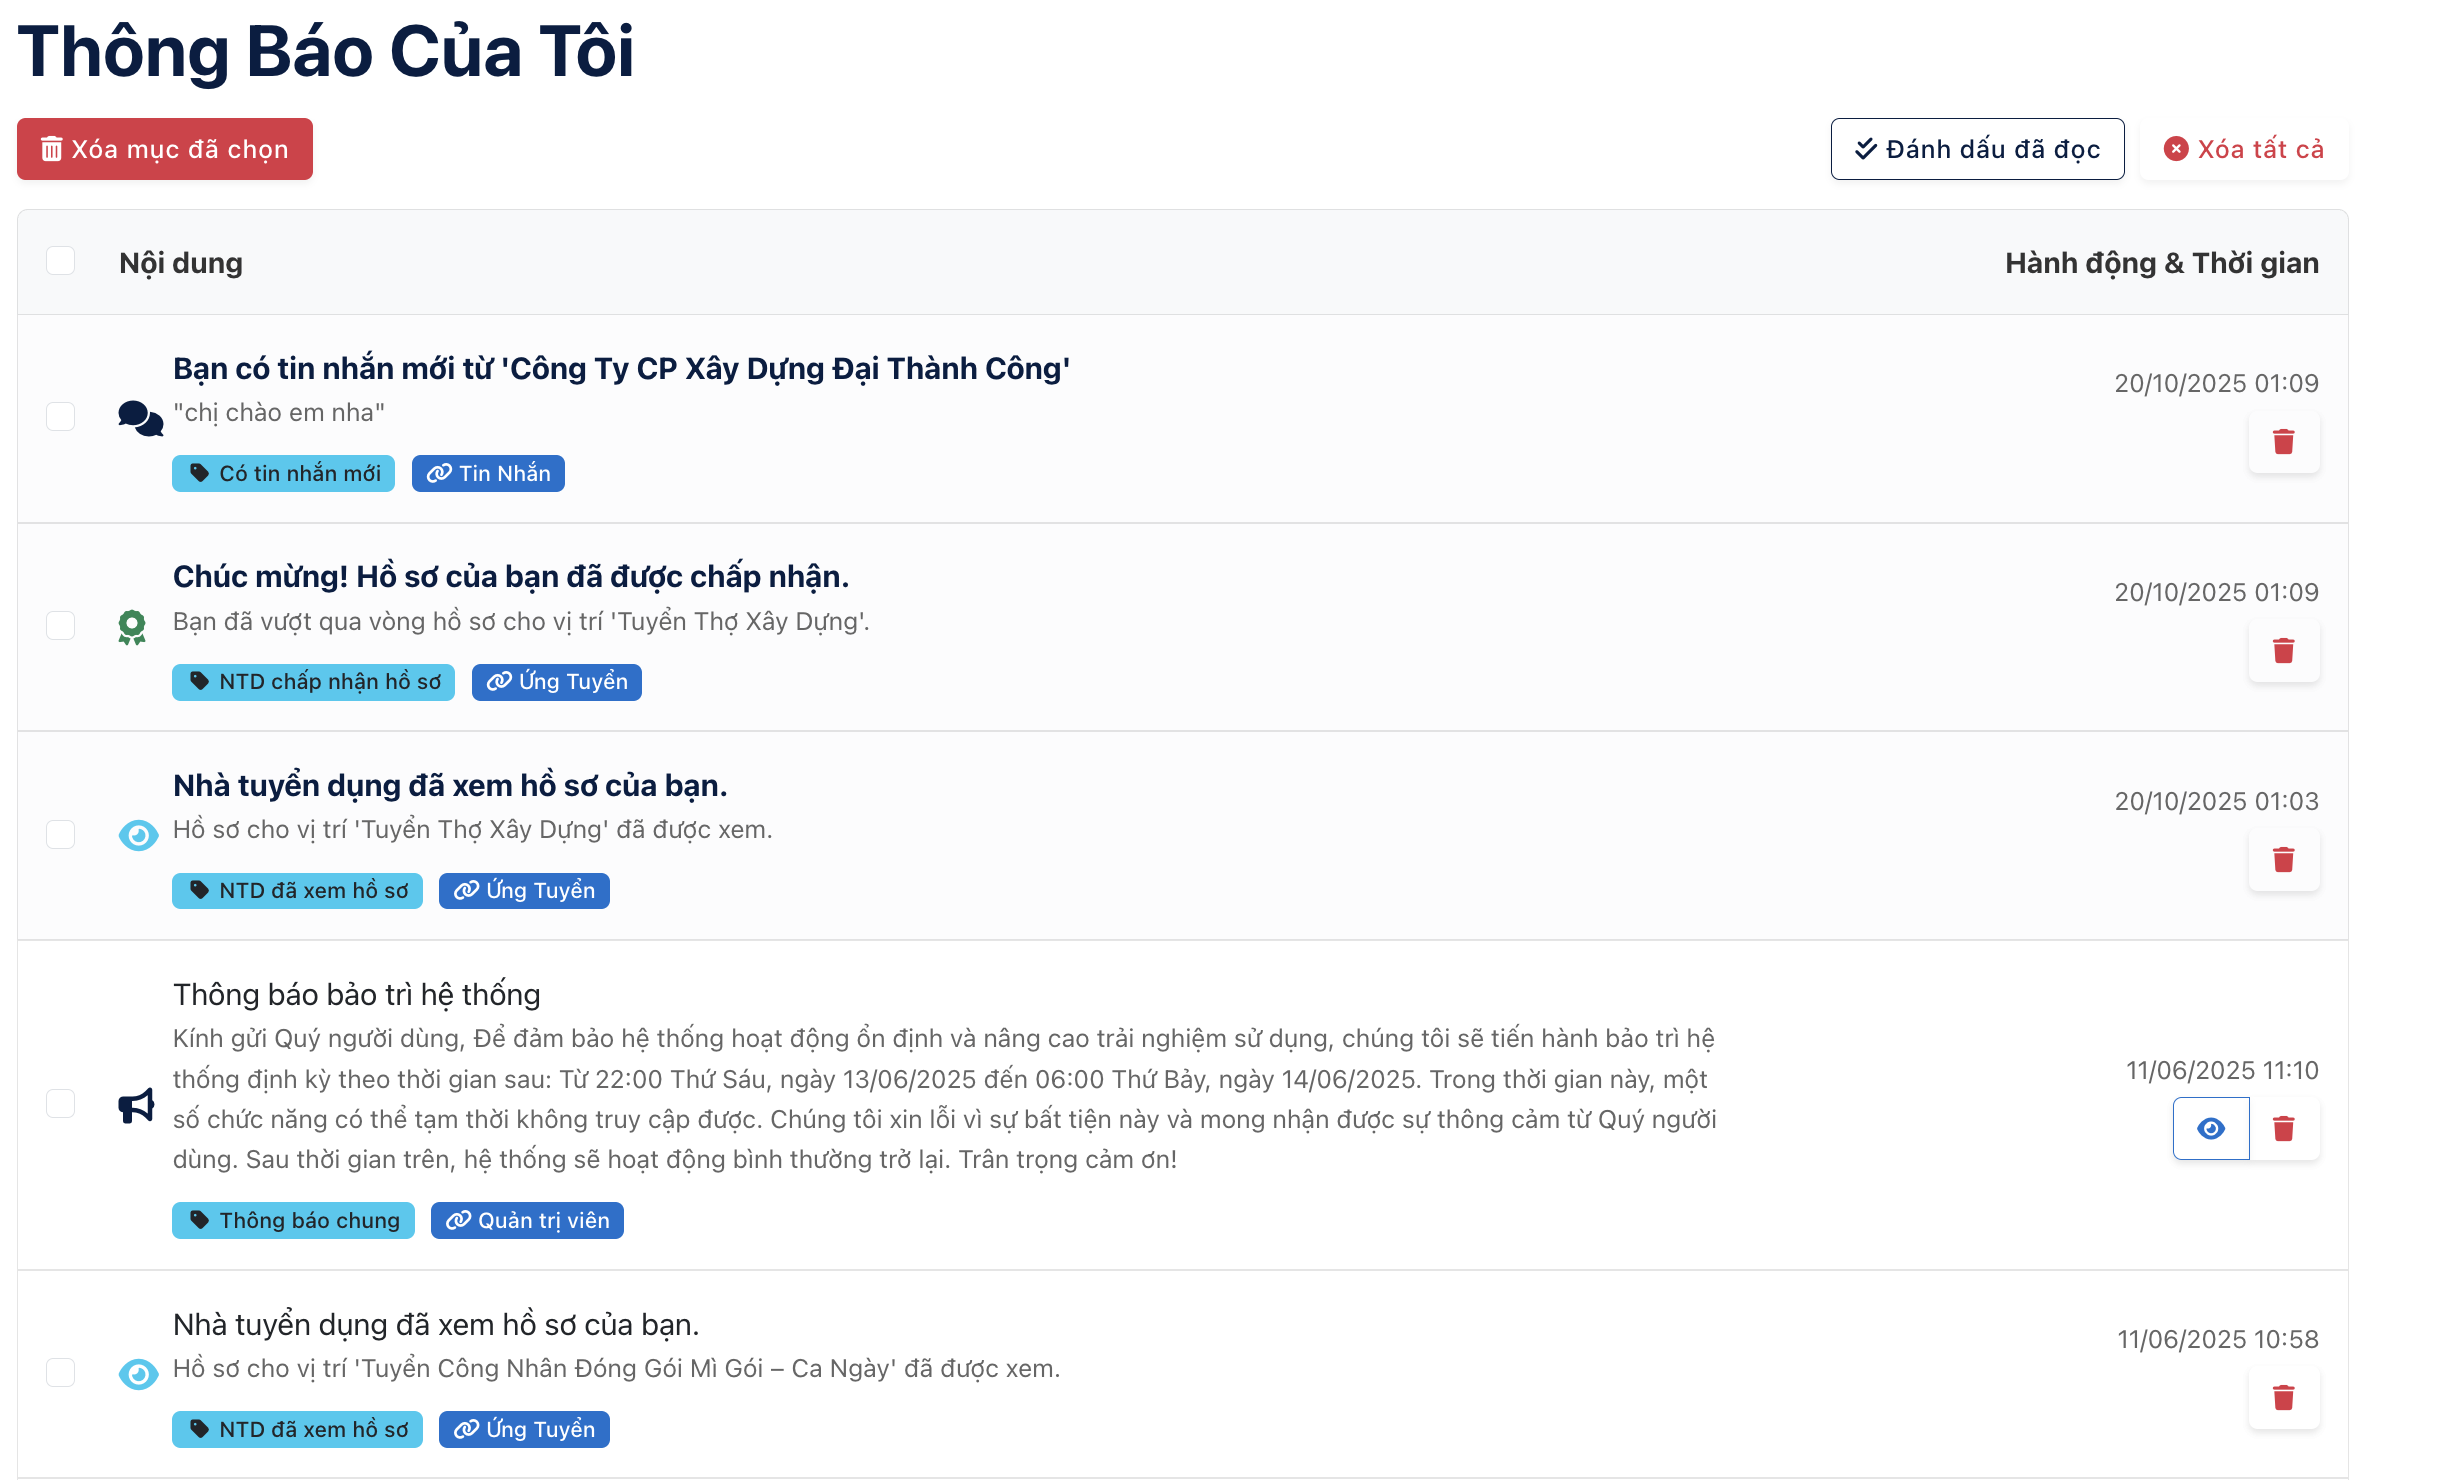 Thông Báo Của Tôi
Xóa mục đã chọn
Đánh dấu đã đọc
Xóa tất cả
Nội dung
Hành động & Thời gian
Bạn có tin nhắn mới từ 'Công Ty CP Xây Dựng Đại Thành Công'
"chị chào em nha"
Có tin nhắn mới
Tin Nhắn
20/10/2025 01:09
Chúc mừng! Hồ sơ của bạn đã được chấp nhận.
Bạn đã vượt qua vòng hồ sơ cho vị trí 'Tuyển Thợ Xây Dựng'.
NTD chấp nhận hồ sơ
Ứng Tuyển
20/10/2025 01:09
Nhà tuyển dụng đã xem hồ sơ của bạn.
Hồ sơ cho vị trí 'Tuyển Thợ Xây Dựng' đã được xem.
NTD đã xem hồ sơ
Ứng Tuyển
20/10/2025 01:03
Thông báo bảo trì hệ thống
Kính gửi Quý người dùng, Để đảm bảo hệ thống hoạt động ổn định và nâng cao trải nghiệm sử dụng, chúng tôi sẽ tiến hành bảo trì hệ
thống định kỳ theo thời gian sau: Từ 22:00 Thứ Sáu, ngày 13/06/2025 đến 06:00 Thứ Bảy, ngày 14/06/2025. Trong thời gian này, một
số chức năng có thể tạm thời không truy cập được. Chúng tôi xin lỗi vì sự bất tiện này và mong nhận được sự thông cảm từ Quý người
dùng. Sau thời gian trên, hệ thống sẽ hoạt động bình thường trở lại. Trân trọng cảm ơn!
Thông báo chung
Quản trị viên
11/06/2025 11:10
Nhà tuyển dụng đã xem hồ sơ của bạn.
Hồ sơ cho vị trí 'Tuyển Công Nhân Đóng Gói Mì Gói – Ca Ngày' đã được xem.
NTD đã xem hồ sơ
Ứng Tuyển
11/06/2025 10:58